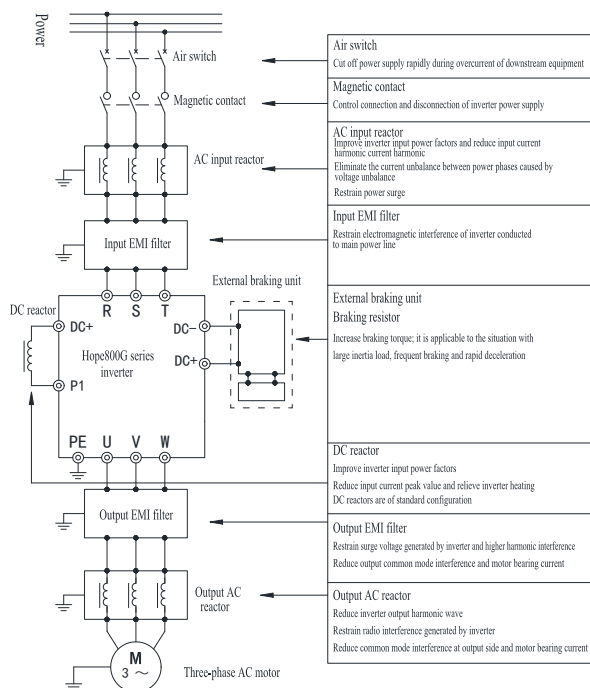 Power
Air switch
Magnetic contact
AC input reactor
Input EMI filter
External braking unit
DC reactor
R S T
DC+
DC-
Hope800G series
inverter
DC+
P1
PE U V W
Output EMI filter
Output AC
reactor
M
3 ~
Three-phase AC motor
Air switch
Cut off power supply rapidly during overcurrent of downstream equipment
Magnetic contact
Control connection and disconnection of inverter power supply
AC input reactor
Improve inverter input power factors and reduce input current
harmonic current harmonic
Eliminate the current unbalance between power phases caused by
voltage unbalance
Restrain power surge
Input EMI filter
Restrain electromagnetic interference of inverter conducted
to main power line
External braking unit
Braking resistor
Increase braking torque; it is applicable to the situation with
large inertia load, frequent braking and rapid deceleration
DC reactor
Improve inverter input power factors
Reduce input current peak value and relieve inverter heating
DC reactors are of standard configuration
Output EMI filter
Restrain surge voltage generated by inverter and higher harmonic interference
Reduce output common mode interference and motor bearing current
Output AC reactor
Reduce inverter output harmonic wave
Restrain radio interference generated by inverter
Reduce common mode interference at output side and motor bearing current